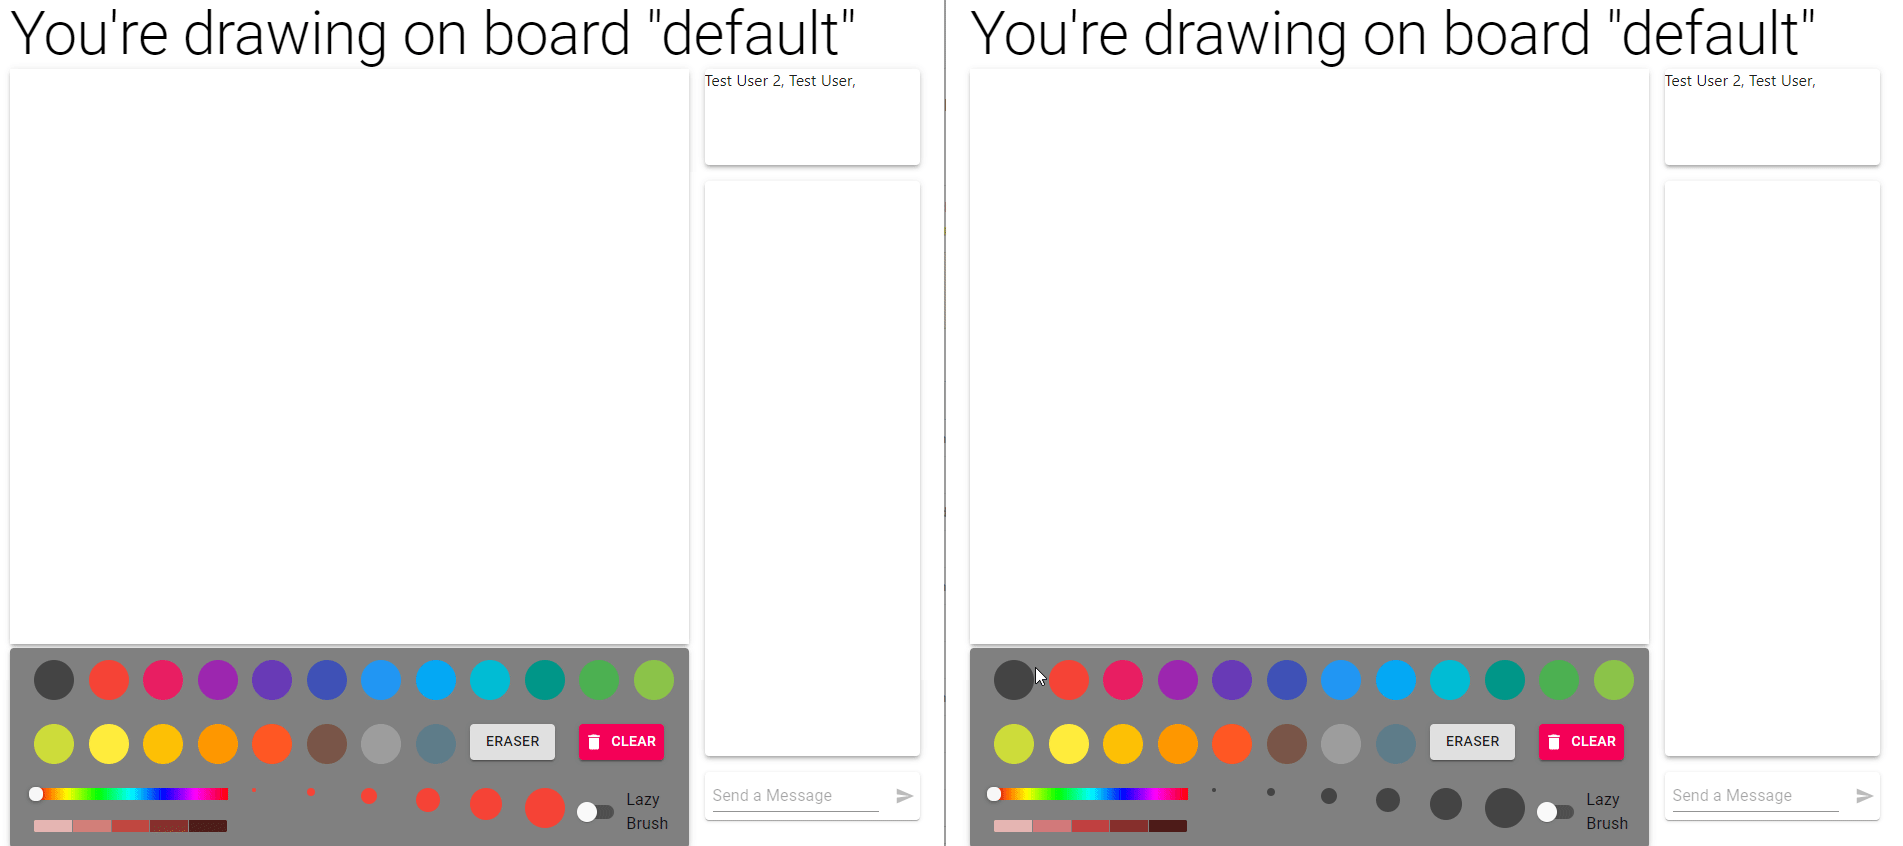 You're drawing on board "default"
Test User 2, Test User,
ERASER
CLEAR
Lazy
Brush
Send a Message
You're drawing on board "default"
Test User 2, Test User,
ERASER
CLEAR
Lazy
Brush
Send a Message